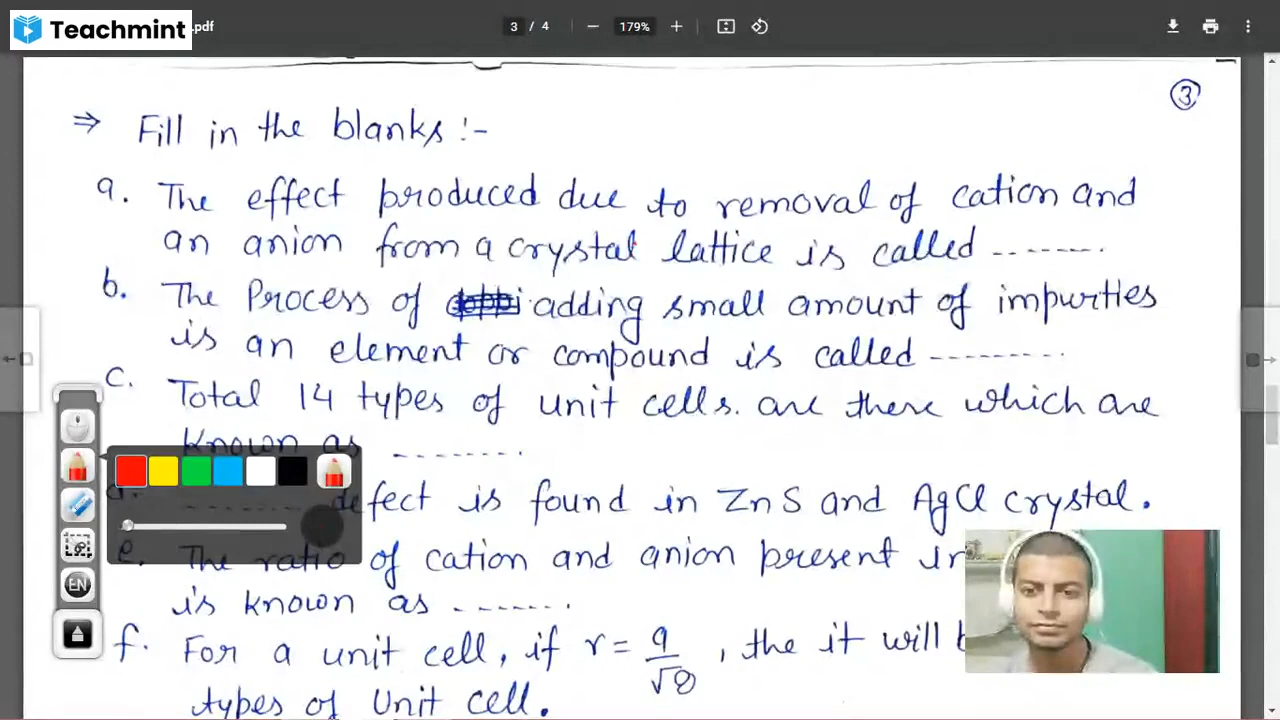 Teachmint
.pdf
3 / 4
179%
3
⇒ Fill in the blanks :-
a. The effect produced due to removal of cation and
an anion from a crystal lattice is called .......
b. The Process of adding small amount of impurties
is an element or compound is called ---------
c. Total 14 types of unit cells. are there which are
known as --------
defect is found in ZnS and AgCl crystal.
e. The ratio of cation and anion present in
is known as -------
f. For a unit cell, if r = a/√8 , the it will
types of Unit cell.
EN